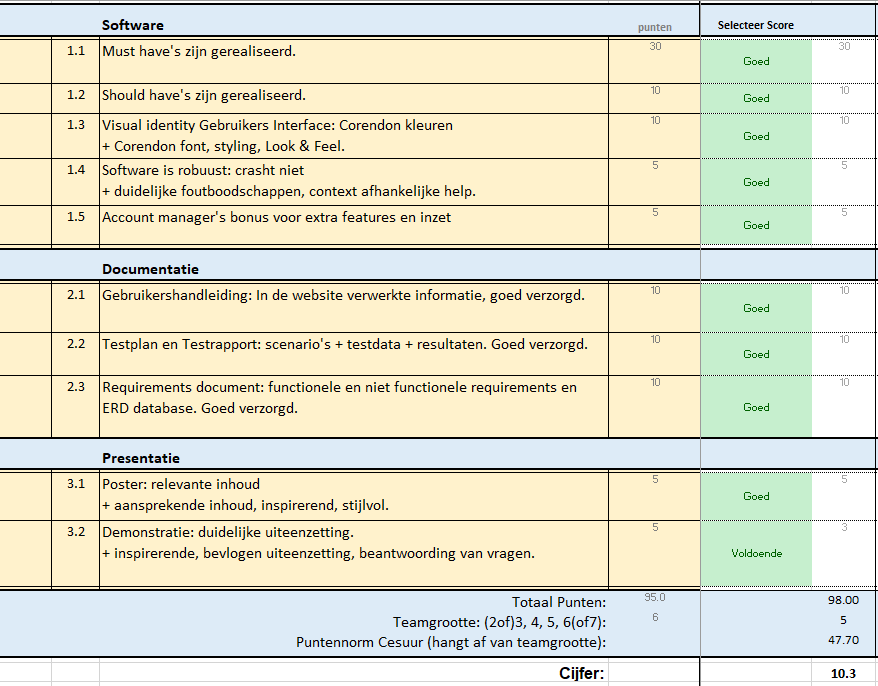 Software punten Selecteer Score
1.1 Must have's zijn gerealiseerd. 30 Goed 30
1.2 Should have's zijn gerealiseerd. 10 Goed 10
1.3 Visual identity Gebruikers Interface: Corendon kleuren 10 Goed 10
+ Corendon font, styling, Look & Feel.
1.4 Software is robuust: crasht niet 5 Goed 5
+ duidelijke foutboodschappen, context afhankelijke help.
1.5 Account manager's bonus voor extra features en inzet 5 Goed 5
Documentatie
2.1 Gebruikershandleiding: In de website verwerkte informatie, goed verzorgd. 10 Goed 10
2.2 Testplan en Testrapport: scenario's + testdata + resultaten. Goed verzorgd. 10 Goed 10
2.3 Requirements document: functionele en niet functionele requirements en 10 Goed 10
ERD database. Goed verzorgd.
Presentatie
3.1 Poster: relevante inhoud 5 Goed 5
+ aansprekende inhoud, inspirerend, stijlvol.
3.2 Demonstratie: duidelijke uiteenzetting. 5 Voldoende 3
+ inspirerende, bevlogen uiteenzetting, beantwoording van vragen.
Totaal Punten: 95.0 98.00
Teamgrootte: (2of)3, 4, 5, 6(of7): 6 5
Puntennorm Cesuur (hangt af van teamgrootte): 47.70
Cijfer: 10.3